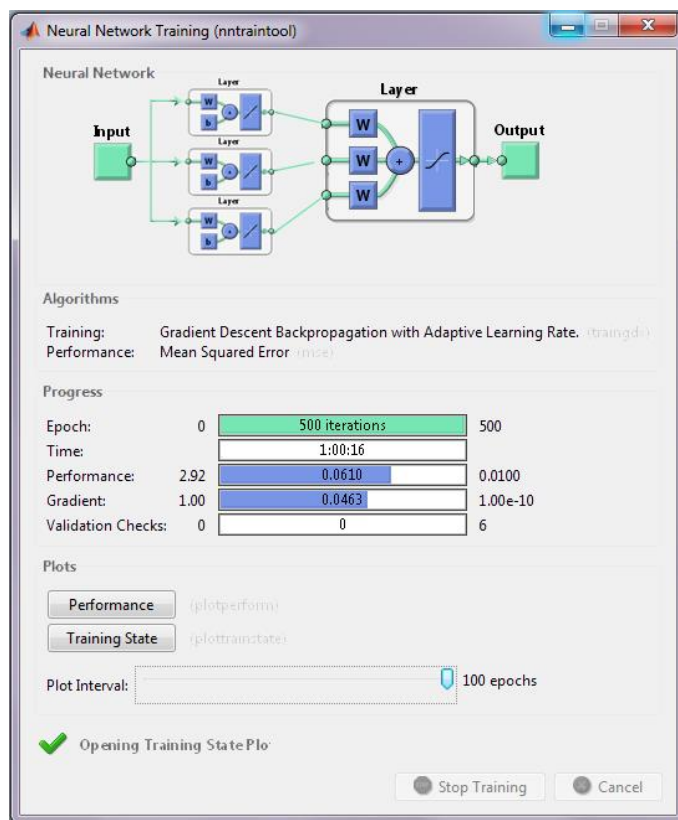 Neural Network Training (nntraintool)
Neural Network
Layer
W
b
Layer
W
b
Layer
W
b
Input
Layer
W
W
W
+
Output
Algorithms
Training: Gradient Descent Backpropagation with Adaptive Learning Rate.
Performance: Mean Squared Error (mse)
Progress
Epoch: 0 500 iterations 500
Time: 1:00:16
Performance: 2.92 0.0610 0.0100
Gradient: 1.00 0.0463 1.00e-10
Validation Checks: 0 0 6
Plots
Performance (plotperform)
Training State (plottrainstate)
Plot Interval: 100 epochs
Opening Training State Plo
Stop Training Cancel